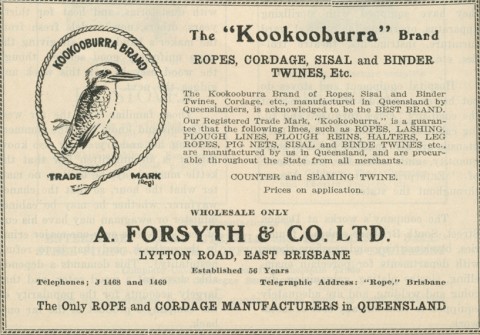 The "Kookooburra" Brand
KOOKOOBURRA BRAND
TRADE MARK
(Reg)
ROPES, CORDAGE, SISAL and BINDER
TWINES, Etc.
The Kookooburra Brand of Ropes, Sisal and Binder
Twines, Cordage, etc., manufactured in Queensland by
Queenslanders, is acknowledged to be the BEST BRAND.
Our Registered Trade Mark, "Kookooburra," is a guaran-
tee that the following lines, such as ROPES, LASHING,
PLOUGH LINES, PLOUGH REINS, HALTERS, LEG
ROPES, PIG NETS, SISAL and BINDE TWINES etc.,
are manufactured by us in Queensland, and are procur-
able throughout the State from all merchants.
COUNTER and SEAMING TWINE.
Prices on application.
WHOLESALE ONLY
A. FORSYTH & CO. LTD.
LYTTON ROAD, EAST BRISBANE
Established 56 Years
Telephones; J 1468 and 1469 Telegraphic Address: "Rope," Brisbane
The Only ROPE and CORDAGE MANUFACTURERS in QUEENSLAND